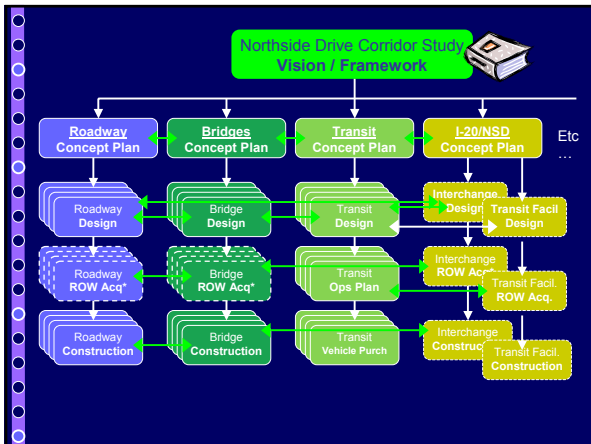 Northside Drive Corridor Study
Vision / Framework
Roadway
Concept Plan
Bridges
Concept Plan
Transit
Concept Plan
I-20/NSD
Concept Plan
Etc
...
Roadway
Design
Bridge
Design
Transit
Design
Interchange
Design
Transit Facil
Design
Roadway
ROW Acq*
Bridge
ROW Acq*
Transit
Ops Plan
Interchange
ROW Acq*
Transit Facil.
ROW Acq.
Roadway
Construction
Bridge
Construction
Transit
Vehicle Purch
Interchange
Construct
Transit Facil.
Construction